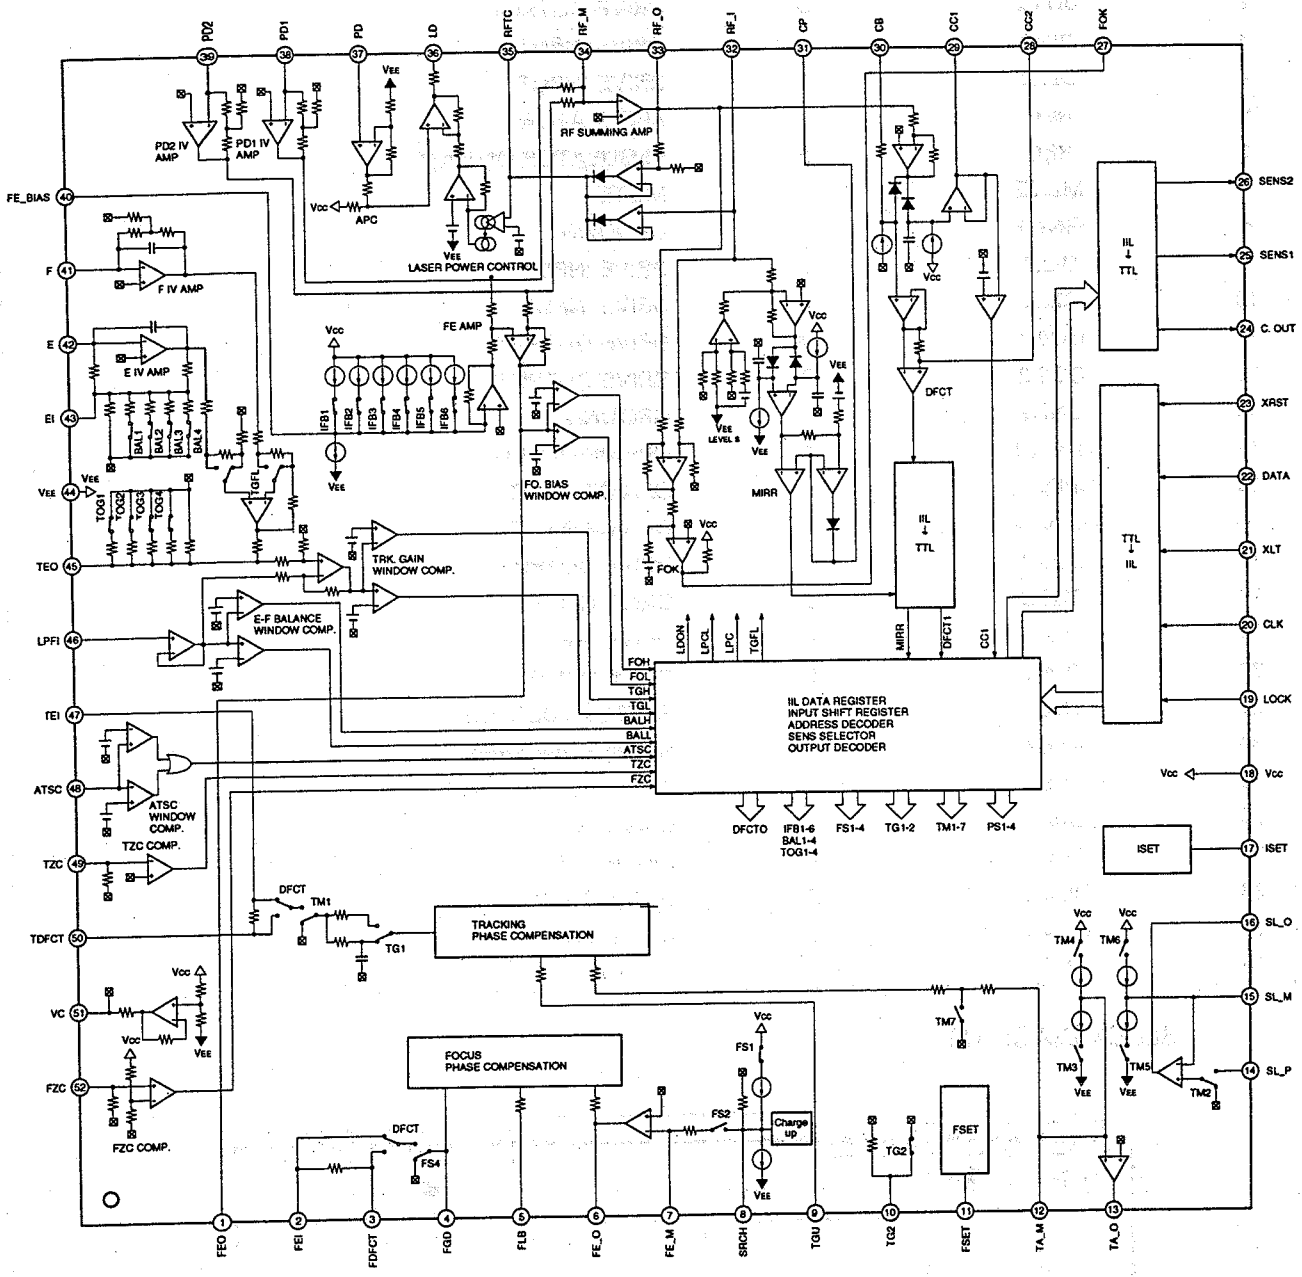 PD2
PD1
PD
LD
RFTC
RF_M
RF_O
RF_I
CP
CB
CC1
CC2
FOK
39
38
37
36
35
34
33
32
31
30
29
28
27
VEE
PD2 IV
AMP
PD1 IV
AMP
RF SUMMING AMP
FE_BIAS 40
Vcc
APC
VEE
LASER POWER CONTROL
F 41
F IV AMP
E 42
E IV AMP
EI 43
BAL1
BAL2
BAL3
BAL4
VEE 44
VEE
TOG1
TOG2
TOG3
TOG4
TGFL
TEO 45
LPFI 46
TEI 47
ATSC 48
TZC 49
TDFCT 50
VC 51
FZC 52
Vcc
IFB1
IFB2
IFB3
IFB4
IFB5
IFB6
VEE
FE AMP
FO. BIAS
WINDOW COMP.
TRK. GAIN
WINDOW COMP.
E-F BALANCE
WINDOW COMP.
ATSC
WINDOW
COMP.
TZC COMP.
VEE
LEVEL S
Vcc
VEE
VEE
MIRR
FOK
Vcc
Vcc
DFCT
IIL
↓
TTL
IIL
↓
TTL
TTL
↓
IIL
26 SENS2
25 SENS1
24 C. OUT
23 XRST
22 DATA
21 XLT
20 CLK
19 LOCK
Vcc
18 Vcc
ISET
17 ISET
16 SL_O
15 SL_M
14 SL_P
LDON
LPCL
LPC
TGFL
MIRR
DFCT1
CC1
FOH
FOL
TGH
TGL
BALH
BALL
ATSC
TZC
FZC
IIL DATA REGISTER
INPUT SHIFT REGISTER
ADDRESS DECODER
SENS SELECTOR
OUTPUT DECODER
DFCTO
IFB1-6
BAL1-4
TOG1-4
FS1-4
TG1-2
TM1-7
PS1-4
DFCT
TM1
TG1
TRACKING
PHASE COMPENSATION
Vcc
VEE
Vcc
FZC COMP.
FOCUS
PHASE COMPENSATION
DFCT
FS4
Vcc
FS1
FS2
Charge
up
VEE
TG2
FSET
TM7
Vcc
TM4
TM3
VEE
Vcc
TM6
TM5
VEE
TM2
1
2
3
4
5
6
7
8
9
10
11
12
13
FEO
FEI
FDFCT
FGD
FLB
FE_O
FE_M
SRCH
TGU
TG2
FSET
TA_M
TA_O